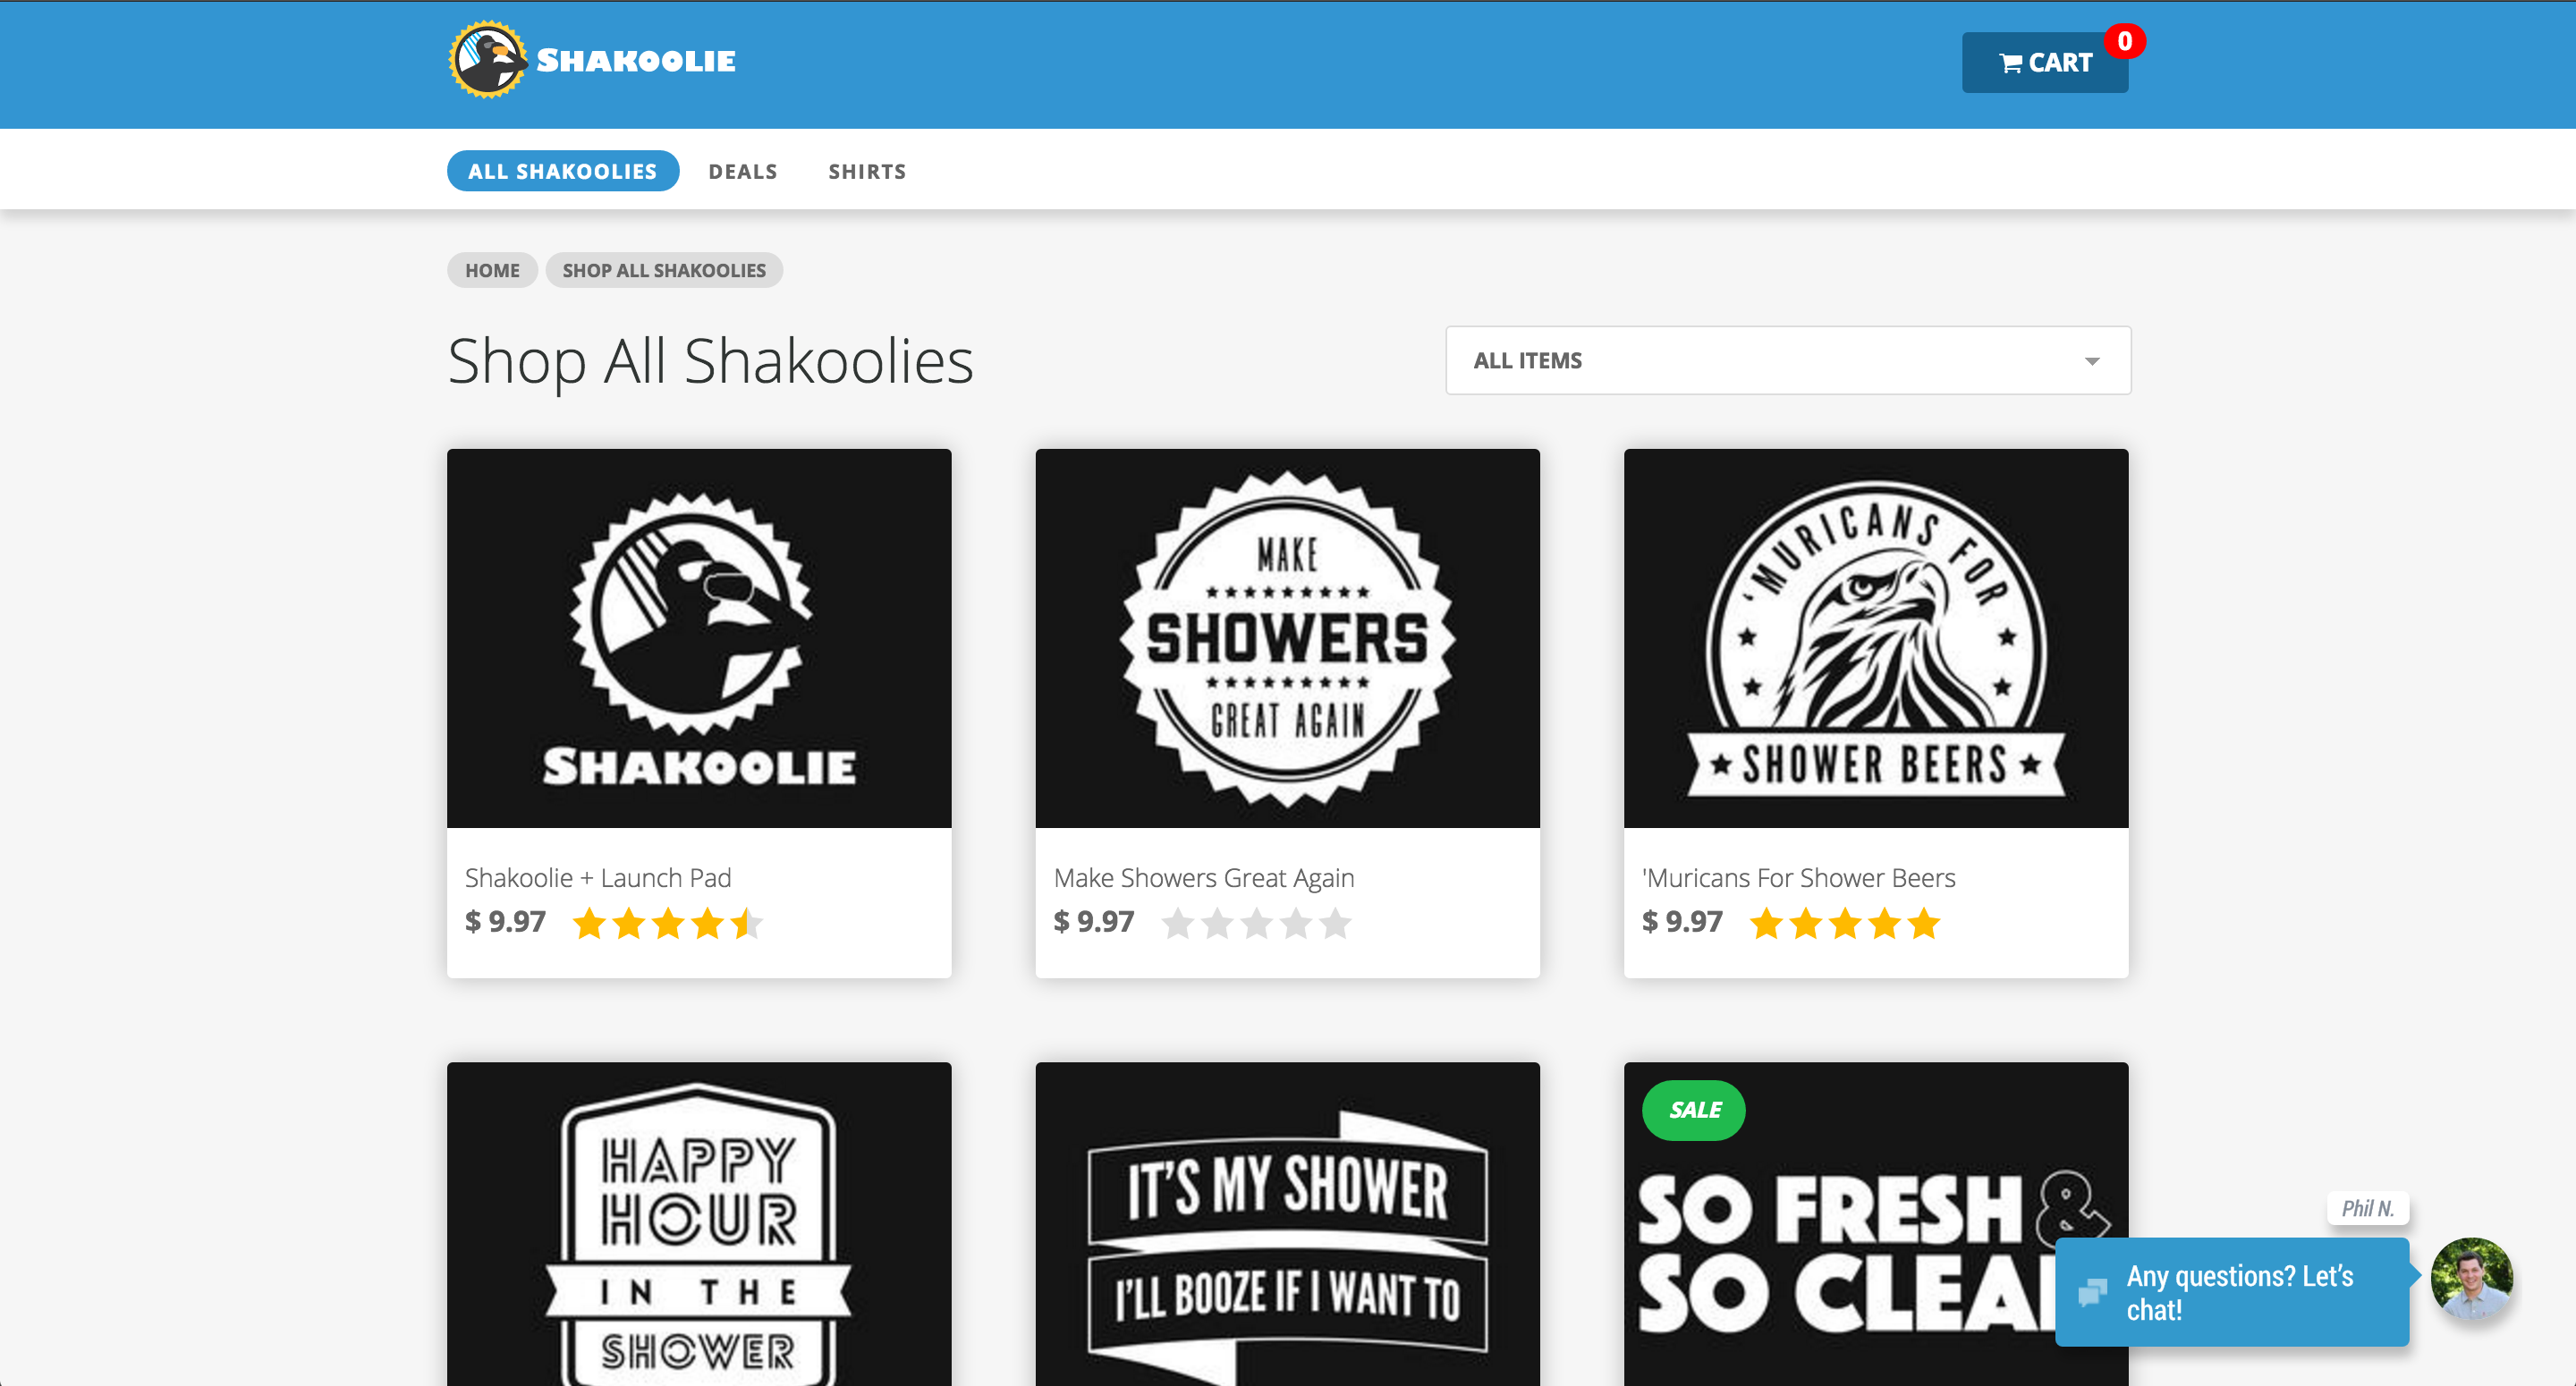 SHAKOOLIE
CART
0
ALL SHAKOOLIES
DEALS
SHIRTS
HOME
SHOP ALL SHAKOOLIES
Shop All Shakoolies
ALL ITEMS
SHAKOOLIE
MAKE
SHOWERS
GREAT AGAIN
'MURICANS FOR
SHOWER BEERS
Shakoolie + Launch Pad
$ 9.97
Make Showers Great Again
$ 9.97
'Muricans For Shower Beers
$ 9.97
HAPPY
HOUR
IN THE
SHOWER
IT'S MY SHOWER
I'LL BOOZE IF I WANT TO
SALE
SO FRESH &
SO CLEA
Phil N.
Any questions? Let’s
chat!